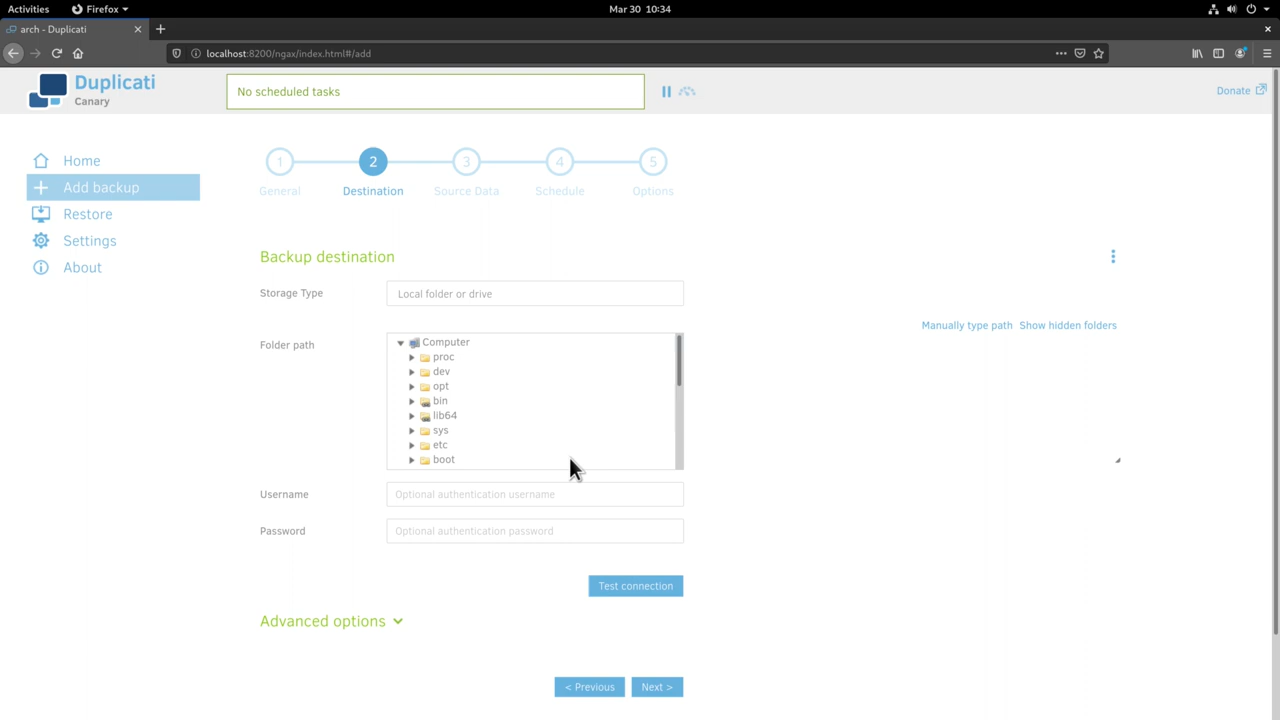 Activities Firefox Mar 30 10:34
arch - Duplicati
localhost:8200/ngax/index.html#/add
Duplicati
Canary
No scheduled tasks
Donate
Home
Add backup
Restore
Settings
About
1 2 3 4 5
General Destination Source Data Schedule Options
Backup destination
Storage Type Local folder or drive
Manually type path Show hidden folders
Folder path
Computer
proc
dev
opt
bin
lib64
sys
etc
boot
Username Optional authentication username
Password Optional authentication password
Test connection
Advanced options
< Previous Next >